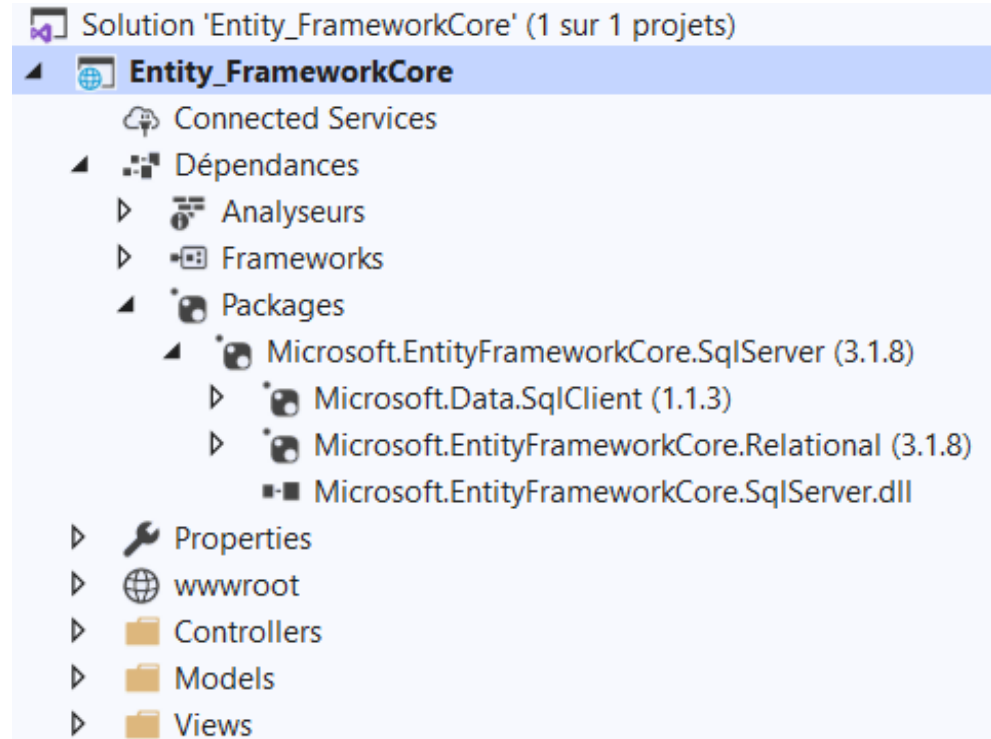 Solution 'Entity_FrameworkCore' (1 sur 1 projets)
Entity_FrameworkCore
Connected Services
Dépendances
Analyseurs
Frameworks
Packages
Microsoft.EntityFrameworkCore.SqlServer (3.1.8)
Microsoft.Data.SqlClient (1.1.3)
Microsoft.EntityFrameworkCore.Relational (3.1.8)
Microsoft.EntityFrameworkCore.SqlServer.dll
Properties
wwwroot
Controllers
Models
Views